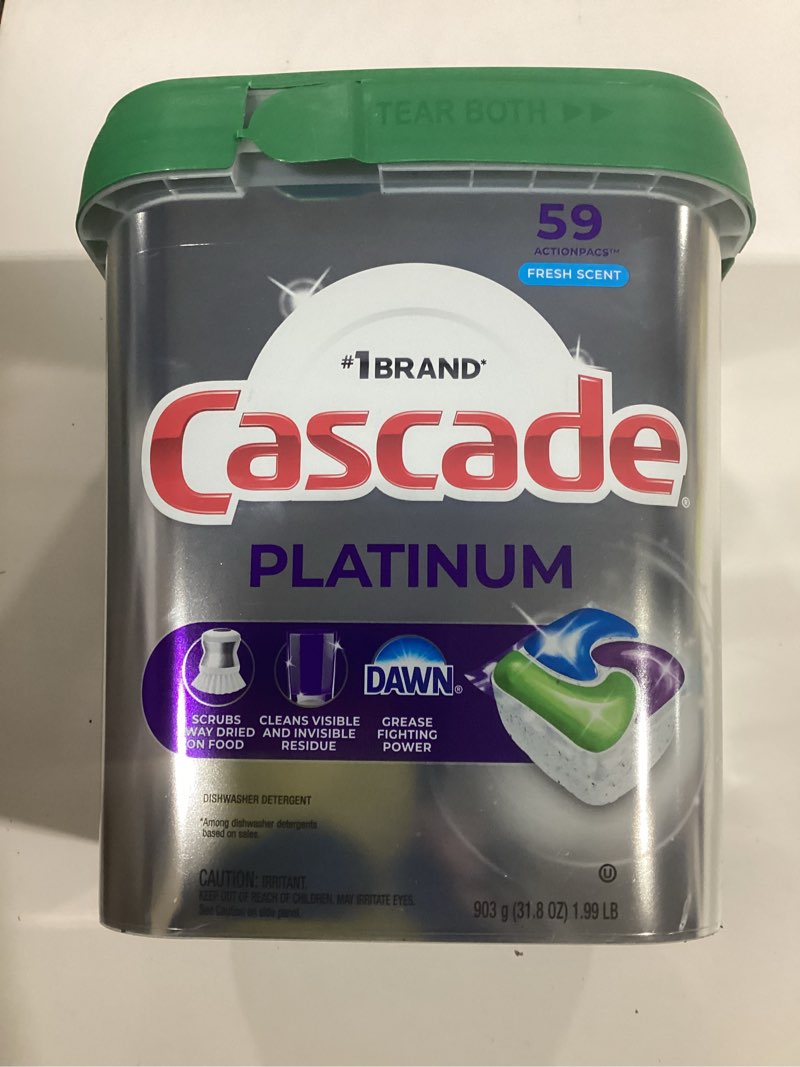 TEAR BOTH ▶▶
59
ACTIONPACS™
FRESH SCENT
#1 BRAND*
Cascade®
PLATINUM
SCRUBS
WAY DRIED
ON FOOD
CLEANS VISIBLE
AND INVISIBLE
RESIDUE
DAWN®
GREASE
FIGHTING
POWER
DISHWASHER DETERGENT
*Among dishwasher detergents
based on sales.
CAUTION: IRRITANT.
KEEP OUT OF REACH OF CHILDREN. MAY IRRITATE EYES.
See Caution on side panel.
U
903 g (31.8 OZ) 1.99 LB